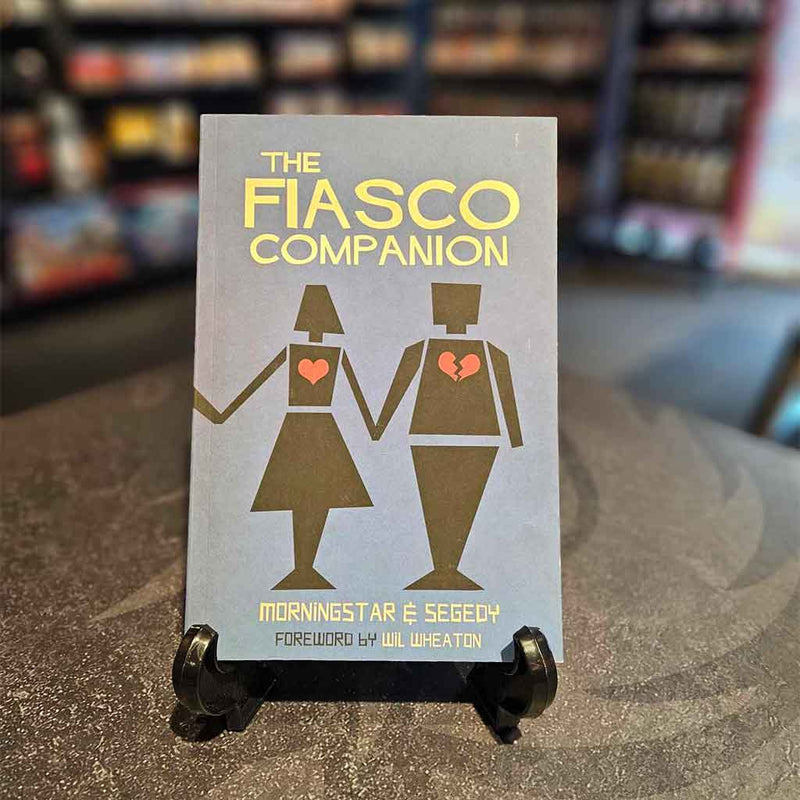 THE
FIASCO
COMPANION
MORNINGSTAR & SEGEDY
FOREWORD by WIL WHEATON